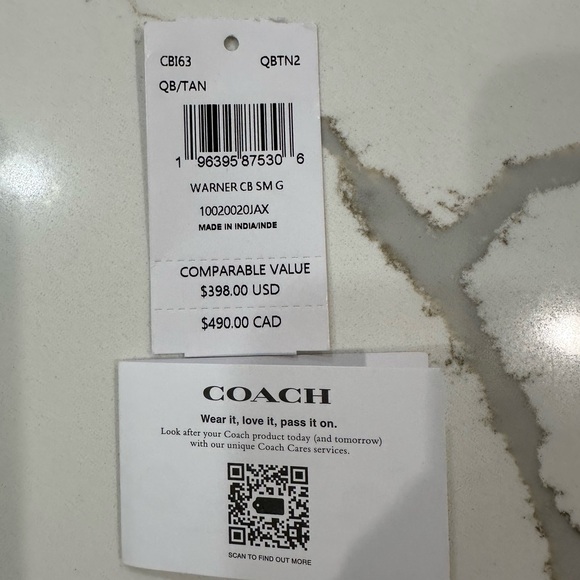 CBI63 QBTN2
QB/TAN
1 96395 87530 6
WARNER CB SM G
10020020JAX
MADE IN INDIA/INDE
COMPARABLE VALUE
$398.00 USD
$490.00 CAD
COACH
Wear it, love it, pass it on.
Look after your Coach product today (and tomorrow)
with our unique Coach Cares services.
SCAN TO FIND OUT MORE